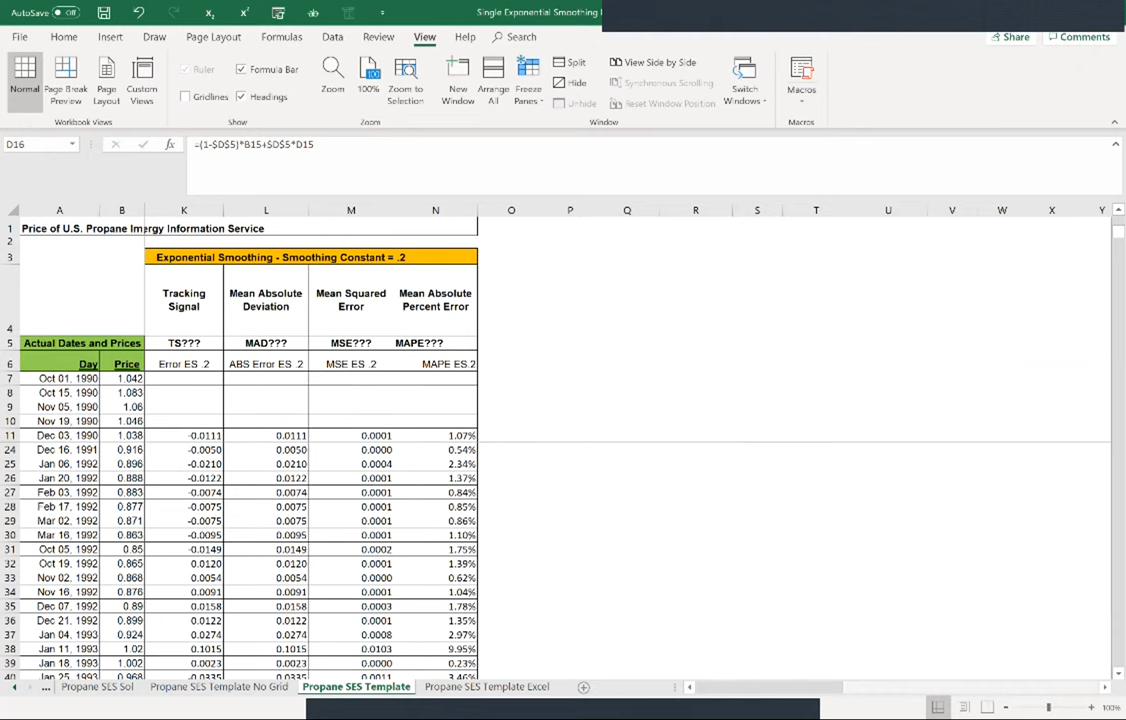 AutoSave Off Single Exponential Smoothing
File Home Insert Draw Page Layout Formulas Data Review View Help Search Share Comments
Normal Page Break Preview Page Layout Custom Views
Workbook Views
Ruler Formula Bar
Gridlines Headings
Show
Zoom 100% Zoom to Selection
Zoom
New Window Arrange All Freeze Panes
Split
Hide
Unhide
View Side by Side
Synchronous Scrolling
Reset Window Position
Switch Windows
Window
Macros
Macros
D16 fx =(1-$D$5)*B15+$D$5*D15
A B K L M N O P Q R S T U V W X Y
1 Price of U.S. Propane Imergy Information Service
2
3 Exponential Smoothing - Smoothing Constant = .2
4 Tracking Signal Mean Absolute Deviation Mean Squared Error Mean Absolute Percent Error
5 Actual Dates and Prices TS??? MAD??? MSE??? MAPE???
6 Day Price Error ES .2 ABS Error ES .2 MSE ES .2 MAPE ES.2
7 Oct 01, 1990 1.042
8 Oct 15, 1990 1.083
9 Nov 05, 1990 1.06
10 Nov 19, 1990 1.046
11 Dec 03, 1990 1.038 -0.0111 0.0111 0.0001 1.07%
24 Dec 16, 1991 0.916 -0.0050 0.0050 0.0000 0.54%
25 Jan 06, 1992 0.896 -0.0210 0.0210 0.0004 2.34%
26 Jan 20, 1992 0.888 -0.0122 0.0122 0.0001 1.37%
27 Feb 03, 1992 0.883 -0.0074 0.0074 0.0001 0.84%
28 Feb 17, 1992 0.877 -0.0075 0.0075 0.0001 0.85%
29 Mar 02, 1992 0.871 -0.0075 0.0075 0.0001 0.86%
30 Mar 16, 1992 0.863 -0.0095 0.0095 0.0001 1.10%
31 Oct 05, 1992 0.85 -0.0149 0.0149 0.0002 1.75%
32 Oct 19, 1992 0.865 0.0120 0.0120 0.0001 1.39%
33 Nov 02, 1992 0.868 0.0054 0.0054 0.0000 0.62%
34 Nov 16, 1992 0.876 0.0091 0.0091 0.0001 1.04%
35 Dec 07, 1992 0.89 0.0158 0.0158 0.0003 1.78%
36 Dec 21, 1992 0.899 0.0122 0.0122 0.0001 1.35%
37 Jan 04, 1993 0.924 0.0274 0.0274 0.0008 2.97%
38 Jan 11, 1993 1.02 0.1015 0.1015 0.0103 9.95%
39 Jan 18, 1993 1.002 0.0023 0.0023 0.0000 0.23%
40 Jan 25, 1993 0.968 -0.0335 0.0335 0.0011 3.46%
... Propane SES Sol Propane SES Template No Grid Propane SES Template Propane SES Template Excel
100%